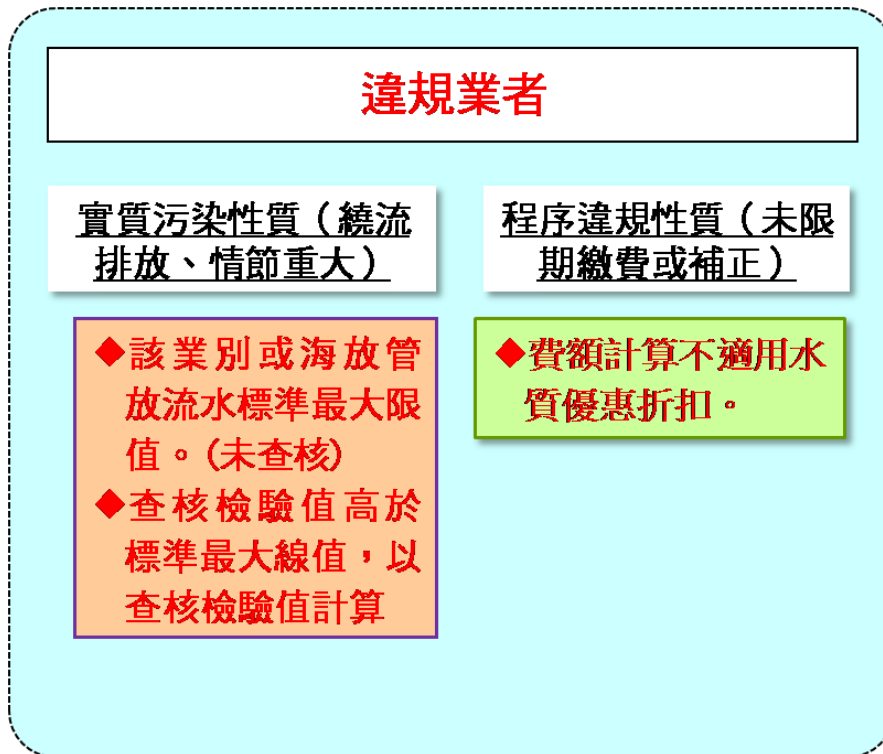 違規業者
實質污染性質（繞流
排放、情節重大）
程序違規性質（未限
期繳費或補正）
◆該業別或海放管
放流水標準最大限
值。(未查核)
◆查核檢驗值高於
標準最大線值，以
查核檢驗值計算
◆費額計算不適用水
質優惠折扣。